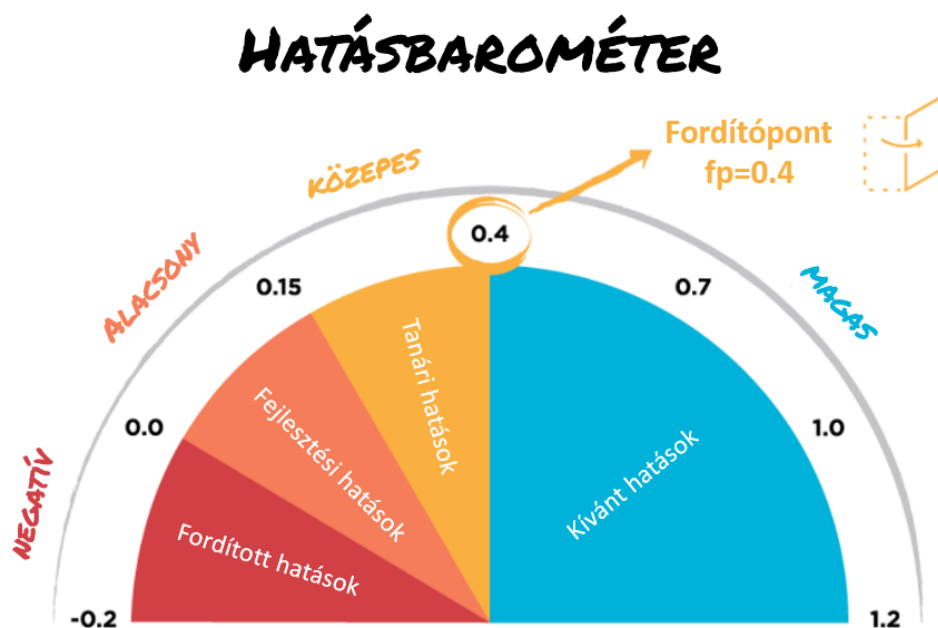 HATÁSBAROMÉTER
Fordítópont
fp=0.4
KÖZEPES
0.4
ALACSONY
0.15
0.7
MAGAS
Tanári hatások
Fejlesztési hatások
0.0
1.0
Kívánt hatások
NEGATÍV
Fordított hatások
-0.2
1.2